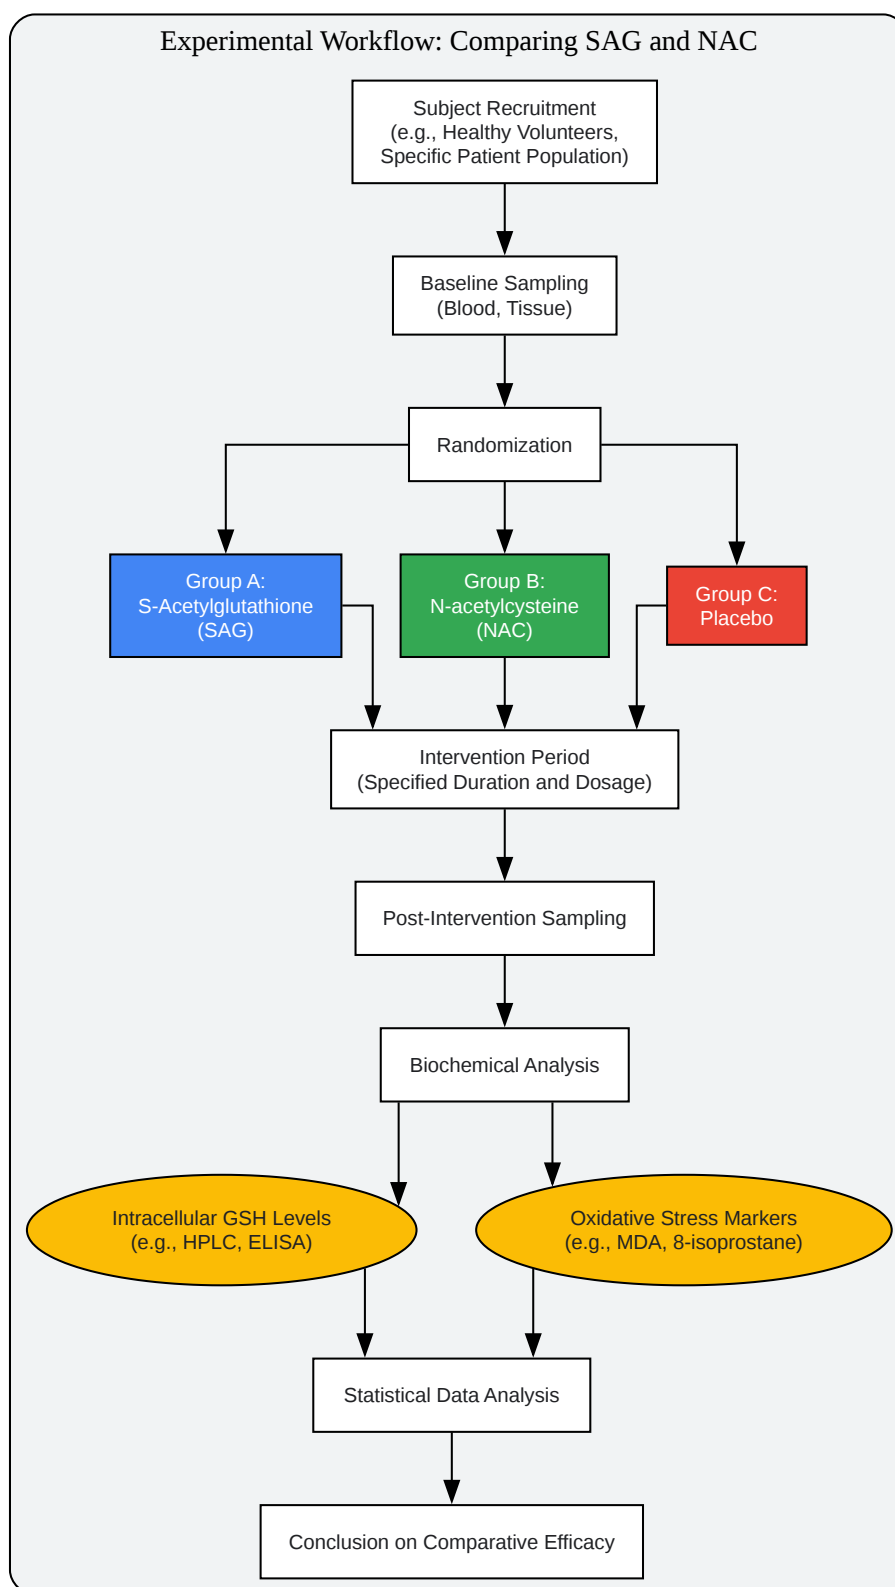 Experimental Workflow: Comparing SAG and NAC
Subject Recruitment
(e.g., Healthy Volunteers,
Specific Patient Population)
Baseline Sampling
(Blood, Tissue)
Randomization
Group A:
S-Acetylglutathione
(SAG)
Group B:
N-acetylcysteine
(NAC)
Group C:
Placebo
Intervention Period
(Specified Duration and Dosage)
Post-Intervention Sampling
Biochemical Analysis
Intracellular GSH Levels
(e.g., HPLC, ELISA)
Oxidative Stress Markers
(e.g., MDA, 8-isoprostane)
Statistical Data Analysis
Conclusion on Comparative Efficacy